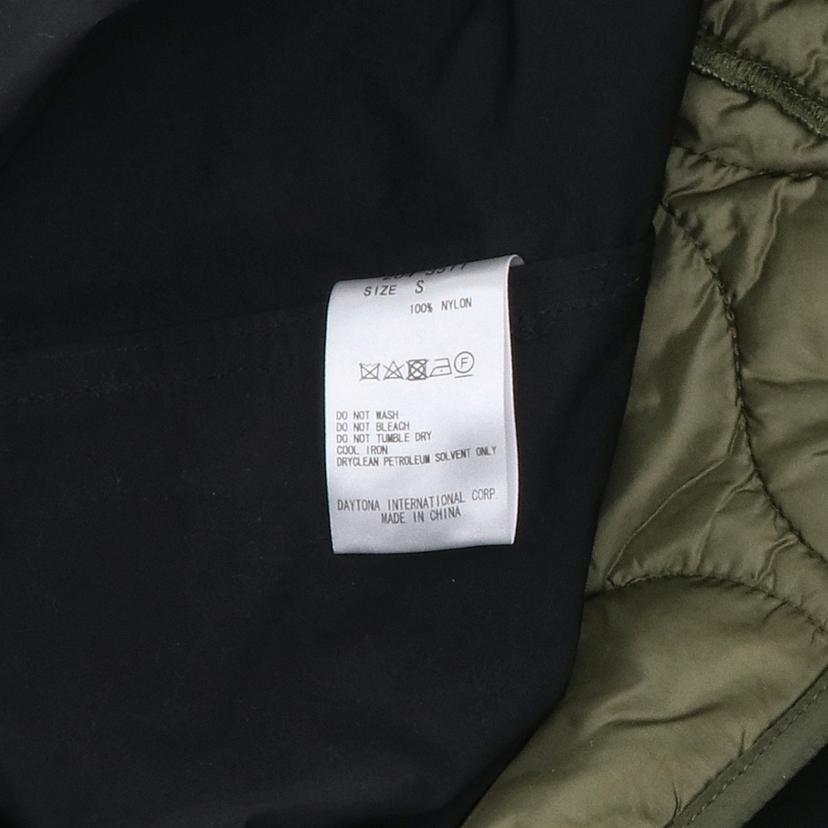 SIZE S
100% NYLON
F
DO NOT WASH
DO NOT BLEACH
DO NOT TUMBLE DRY
COOL IRON
DRYCLEAN PETROLEUM SOLVENT ONLY
DAYTONA INTERNATIONAL CORP.
MADE IN CHINA